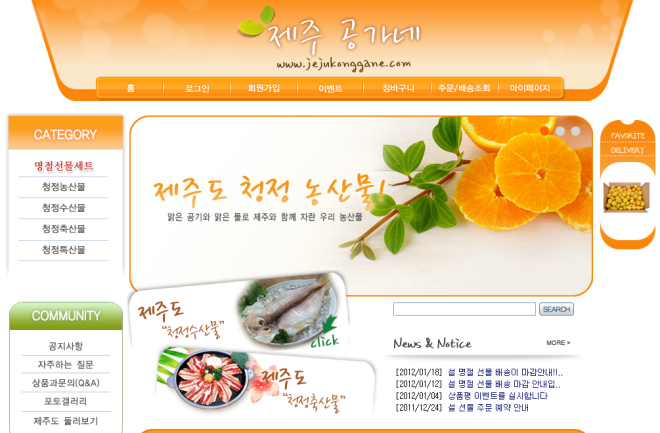 제주 공가네
www.jejukonggane.com
홈 로그인 회원가입 이벤트 장바구니 주문/배송조회 마이페이지
CATEGORY
명절선물세트
청정농산물
청정수산물
청정축산물
청정특산물
제주도 청정 농산물!
맑은 공기와 맑은 물로 제주와 함께 자란 우리 농산물
FAVORITE
DELIVERY
제주도
"청정수산물"
click
제주도
"청정축산물"
SEARCH
News & Notice
MORE
[2012/01/18] 설 명절 선물 배송이 마감안내!!..
[2012/01/12] 설 명절 선물 배송 마감 안내입..
[2012/01/04] 상품평 이벤트를 실시합니다
[2011/12/24] 설 선물 주문 예약 안내
COMMUNITY
공지사항
자주하는 질문
상품과문의(Q&A)
포토갤러리
제주도 둘러보기